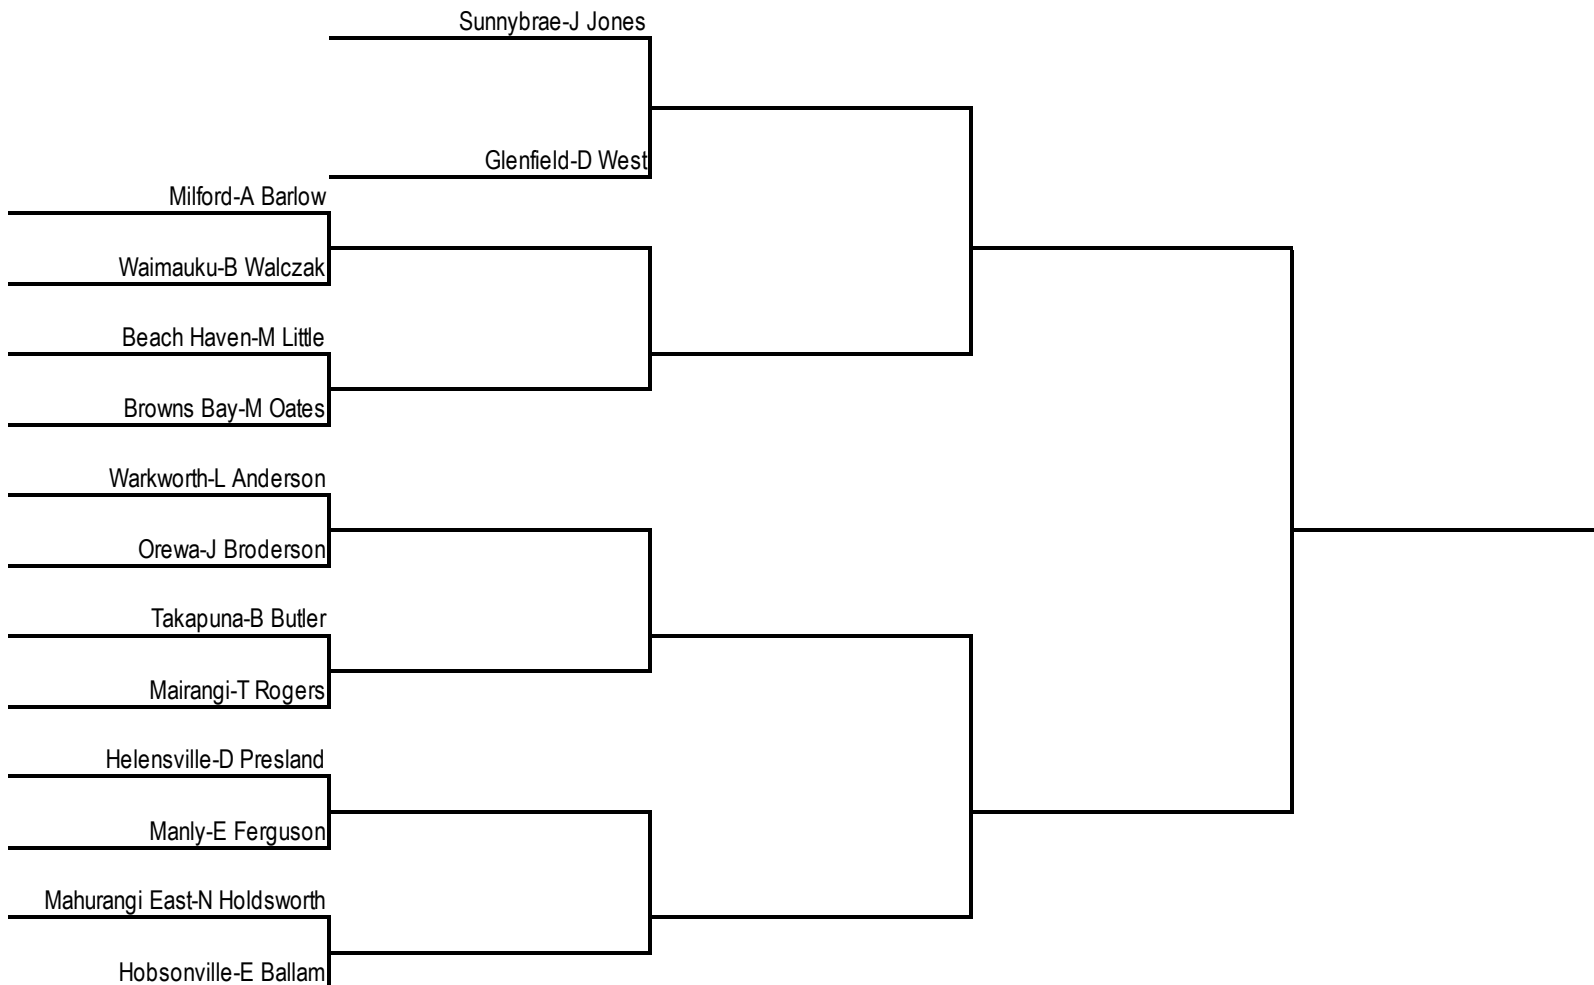 Sunnybrae-J Jones
Glenfield-D West
Milford-A Barlow
Waimauku-B Walczak
Beach Haven-M Little
Browns Bay-M Oates
Warkworth-L Anderson
Orewa-J Broderson
Takapuna-B Butler
Mairangi-T Rogers
Helensville-D Presland
Manly-E Ferguson
Mahurangi East-N Holdsworth
Hobsonville-E Ballam